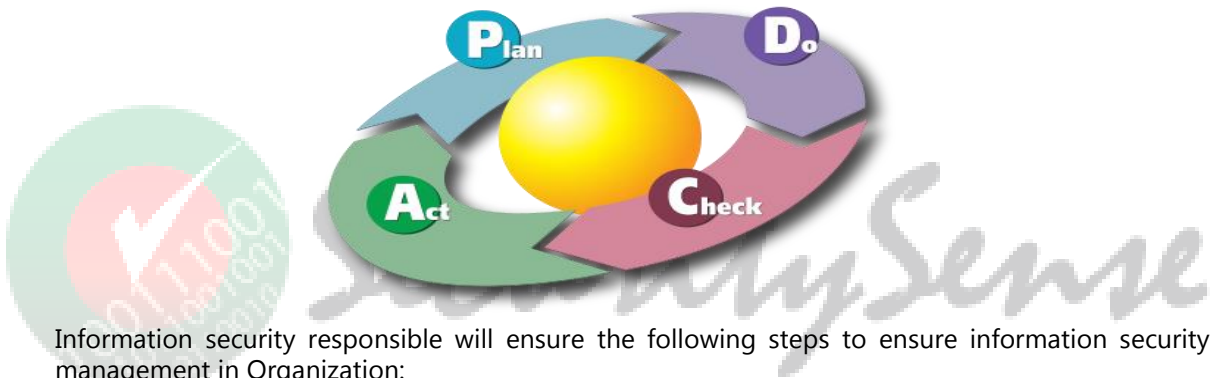 Plan
Do
Act
Check
SecuritySense
Information security responsible will ensure the following steps to ensure information security
management in Organization: